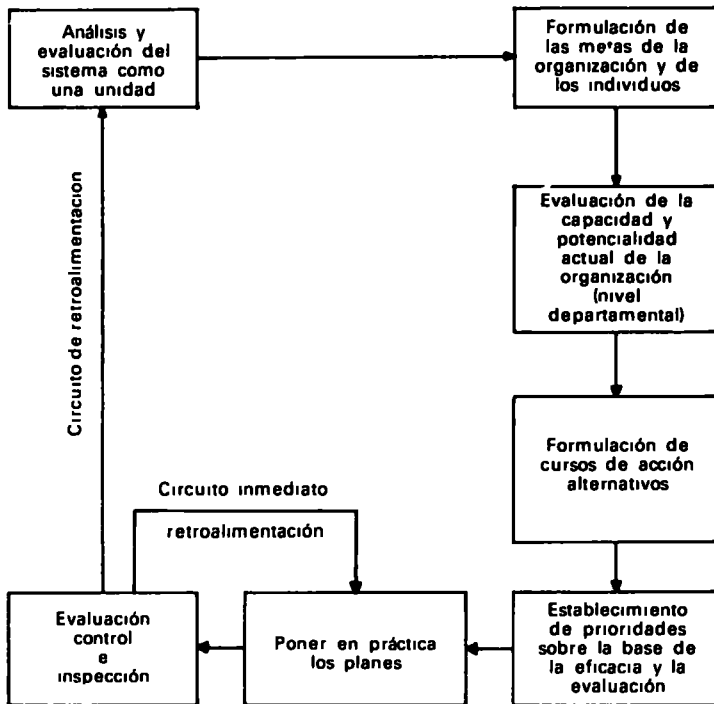 Análisis y
evaluación del
sistema como
una unidad
Formulación de
las metas de la
organización y de
los individuos
Evaluación de la
capacidad y
potencialidad
actual de la
organización
(nivel
departamental)
Formulación de
cursos de acción
alternativos
Establecimiento
de prioridades
sobre la base de
la eficacia y la
evaluación
Poner en práctica
los planes
Evaluación
control
e
inspección
Circuito inmediato
retroalimentación
Circuito de retroalimentación